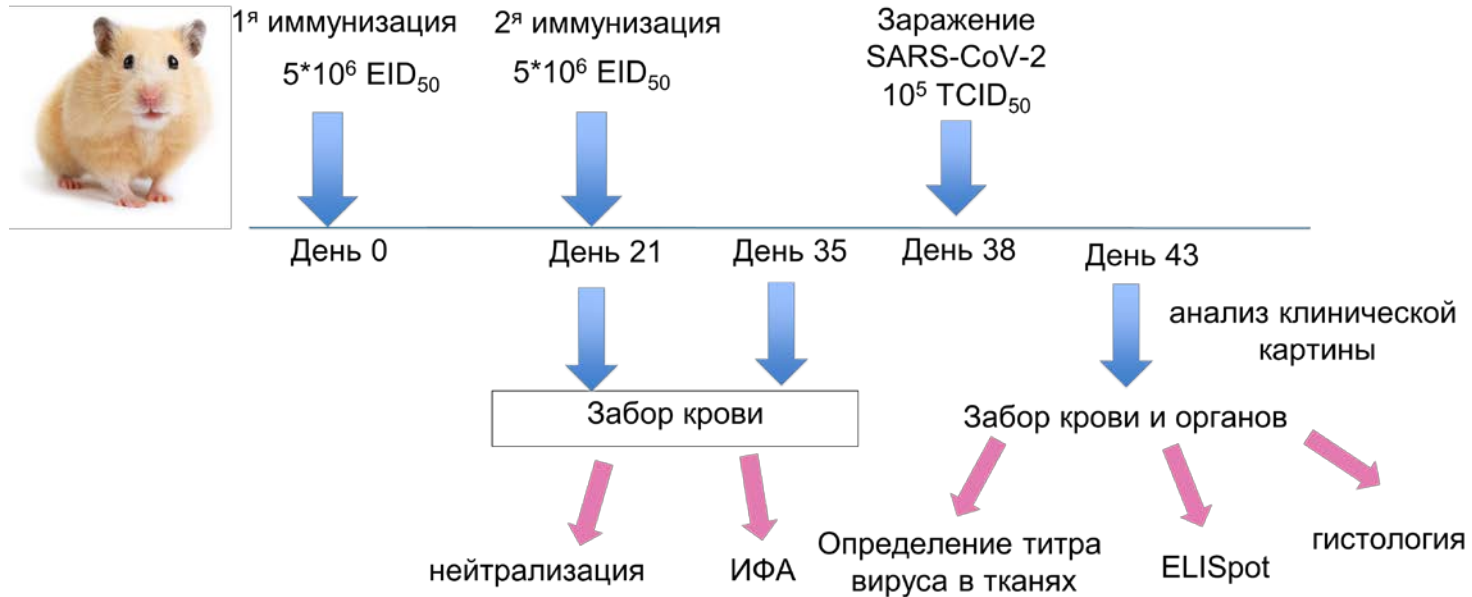 1ᴽ иммунизация
5*10⁶ EID₅₀
2ᴽ иммунизация
5*10⁶ EID₅₀
Заражение
SARS-CoV-2
10⁵ TCID₅₀
День 0
День 21
День 35
День 38
День 43
анализ клинической
картины
Забор крови
Забор крови и органов
нейтрализация
ИФА
Определение титра
вируса в тканях
ELISpot
гистология